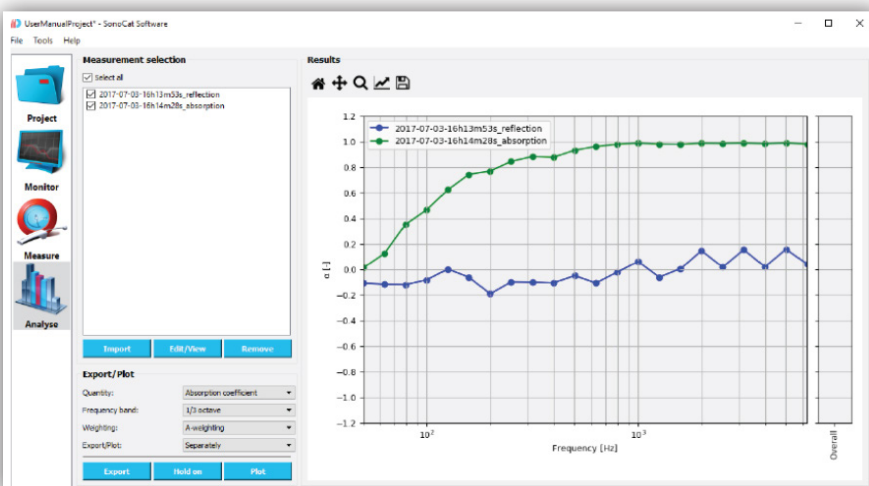 UserManualProject* - SonoCat Software
File Tools Help
Project
Monitor
Measure
Analyse
Measurement selection
Select all
2017-07-03-16h13m53s_reflection
2017-07-03-16h14m28s_absorption
Import Edit/View Remove
Export/Plot
Quantity: Absorption coefficient
Frequency band: 1/3 octave
Weighting: A-weighting
Export/Plot: Separately
Export Hold on Plot
Results
2017-07-03-16h13m53s_reflection
2017-07-03-16h14m28s_absorption
α [-]
1.2
1.0
0.8
0.6
0.4
0.2
0.0
−0.2
−0.4
−0.6
−0.8
−1.0
−1.2
10² 10³
Frequency [Hz]
Overall